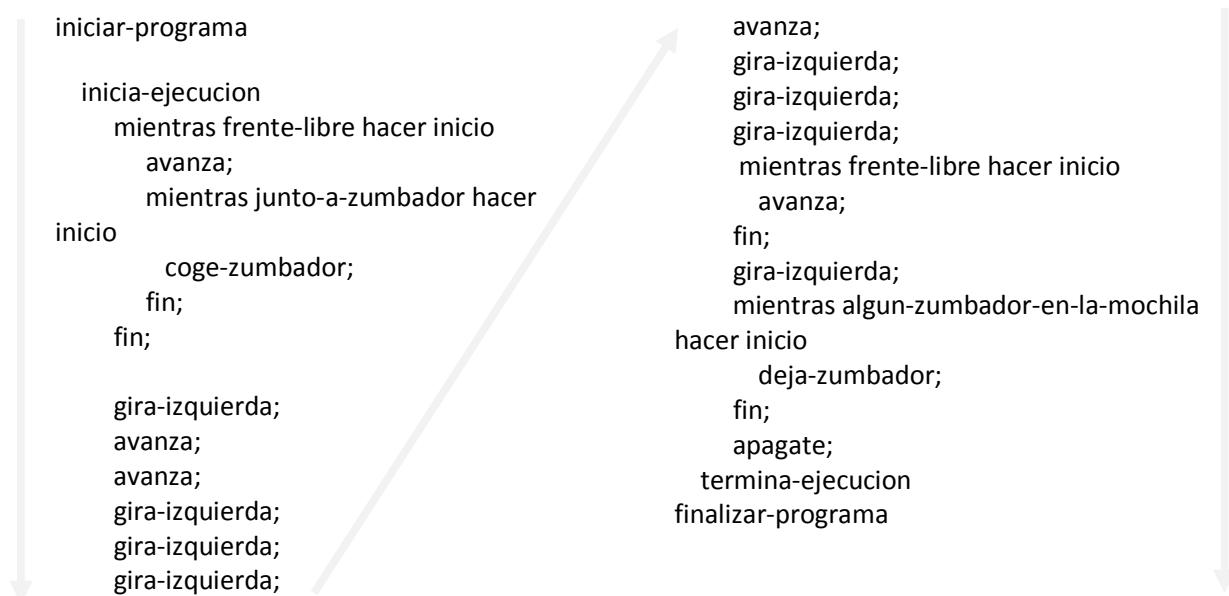 iniciar-programa
inicia-ejecucion
mientras frente-libre hacer inicio
avanza;
mientras junto-a-zumbador hacer
inicio
coge-zumbador;
fin;
fin;
gira-izquierda;
avanza;
avanza;
gira-izquierda;
gira-izquierda;
gira-izquierda;
avanza;
gira-izquierda;
gira-izquierda;
gira-izquierda;
mientras frente-libre hacer inicio
avanza;
fin;
gira-izquierda;
mientras algun-zumbador-en-la-mochila
hacer inicio
deja-zumbador;
fin;
apagate;
termina-ejecucion
finalizar-programa